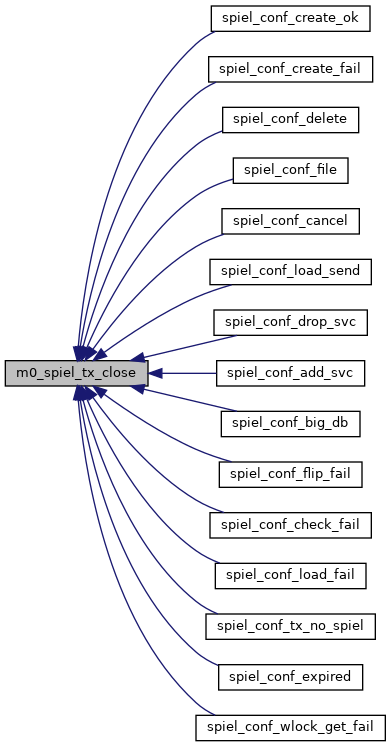 spiel_conf_create_ok
spiel_conf_create_fail
spiel_conf_delete
spiel_conf_file
spiel_conf_cancel
spiel_conf_load_send
spiel_conf_drop_svc
m0_spiel_tx_close
spiel_conf_add_svc
spiel_conf_big_db
spiel_conf_flip_fail
spiel_conf_check_fail
spiel_conf_load_fail
spiel_conf_tx_no_spiel
spiel_conf_expired
spiel_conf_wlock_get_fail